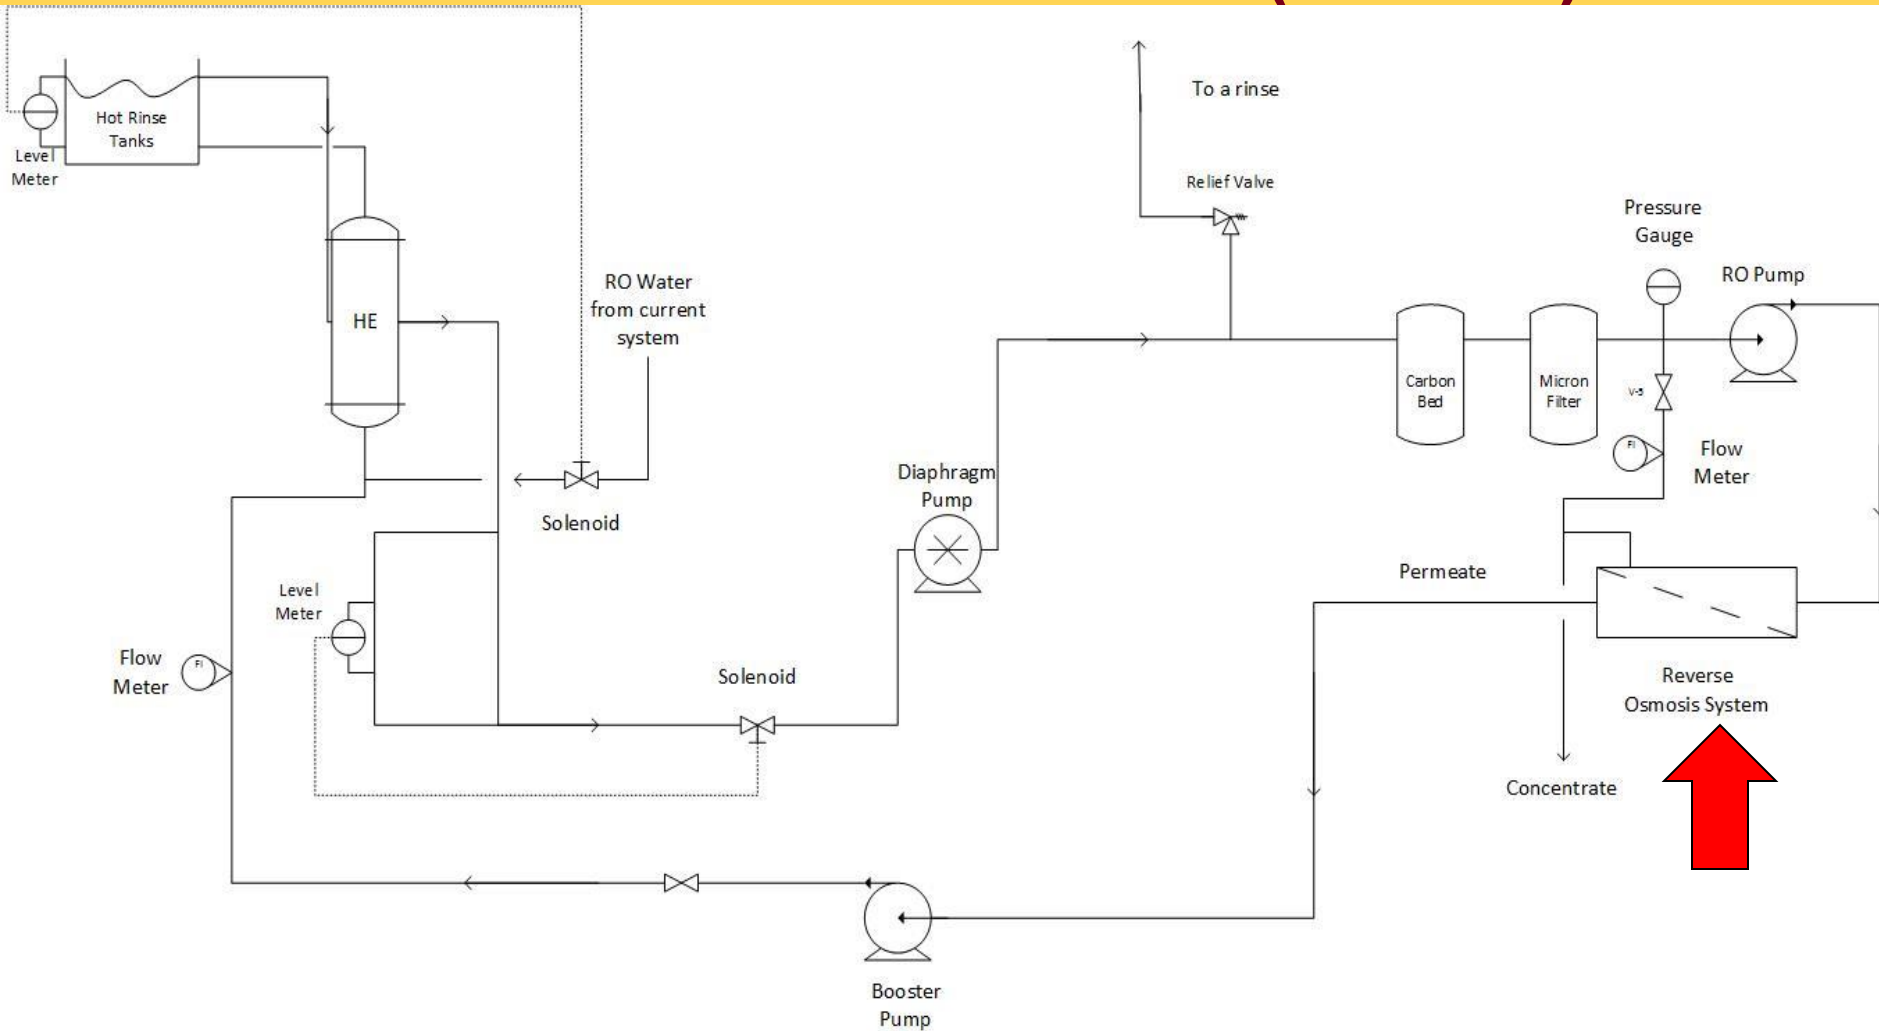 To a rinse
Hot Rinse
Tanks
Level
Meter
Relief Valve
Pressure
Gauge
RO Pump
RO Water
from current
system
HE
Carbon
Bed
Micron
Filter
V-5
FI
Flow
Meter
Diaphragm
Pump
Solenoid
Permeate
Level
Meter
FI
Flow
Meter
Solenoid
Reverse
Osmosis System
Concentrate
Booster
Pump